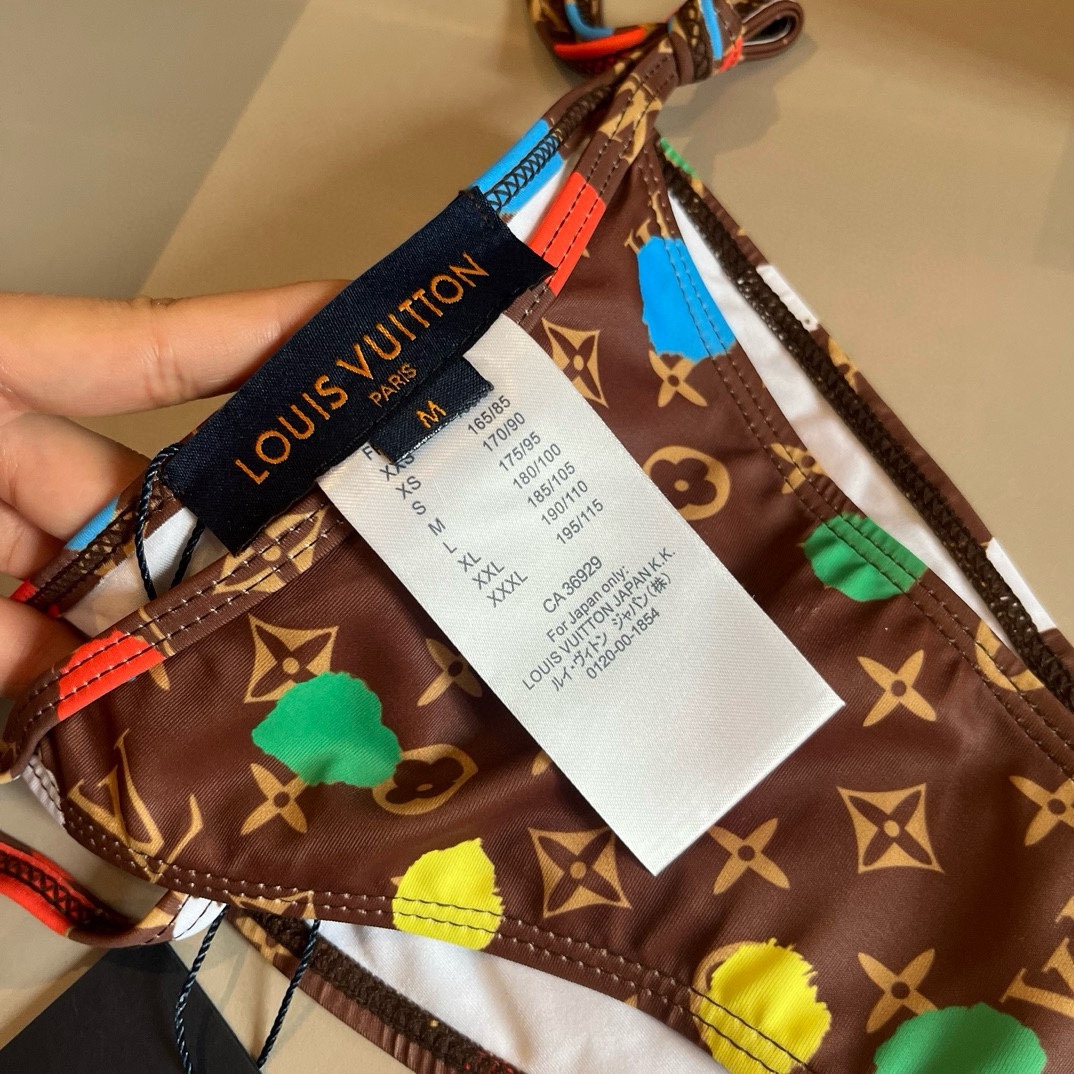 LOUIS VUITTON
PARIS
M
165/85
XXS 170/90
XS 175/95
S 180/100
M 185/105
L 190/110
XL 195/115
XXL
XXXL
CA 36929
For Japan only:
LOUIS VUITTON JAPAN K.K.
ルイ・ヴィトン ジャパン(株)
0120-00-1854